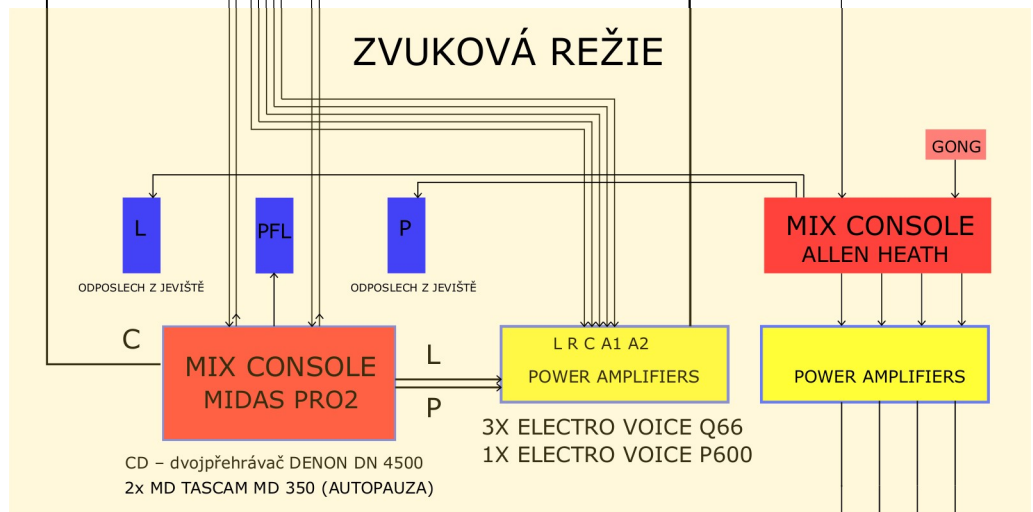 ZVUKOVÁ REŽIE
GONG
L
PFL
P
MIX CONSOLE
ALLEN HEATH
ODPOSLECH Z JEVIŠTĚ
ODPOSLECH Z JEVIŠTĚ
C
MIX CONSOLE
MIDAS PRO2
L
P
L R C A1 A2
POWER AMPLIFIERS
POWER AMPLIFIERS
3X ELECTRO VOICE Q66
1X ELECTRO VOICE P600
CD – dvojpřehrávač DENON DN 4500
2x MD TASCAM MD 350 (AUTOPAUZA)